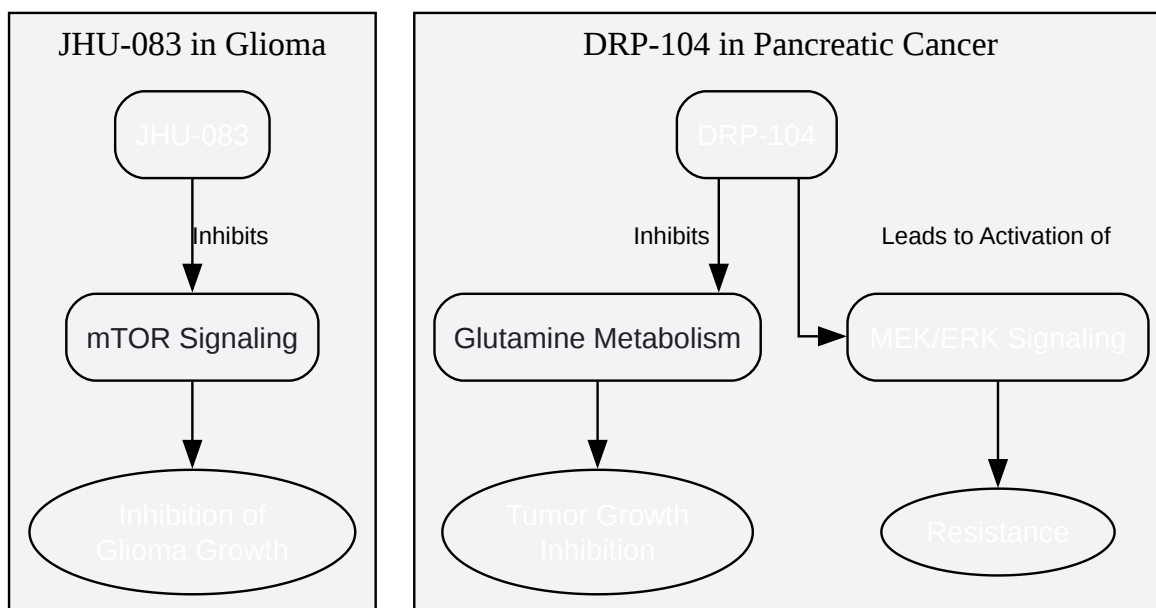 JHU-083 in Glioma
JHU-083
Inhibits
mTOR Signaling
Inhibition of
Glioma Growth
DRP-104 in Pancreatic Cancer
DRP-104
Inhibits
Leads to Activation of
Glutamine Metabolism
MEK/ERK Signaling
Tumor Growth
Inhibition
Resistance